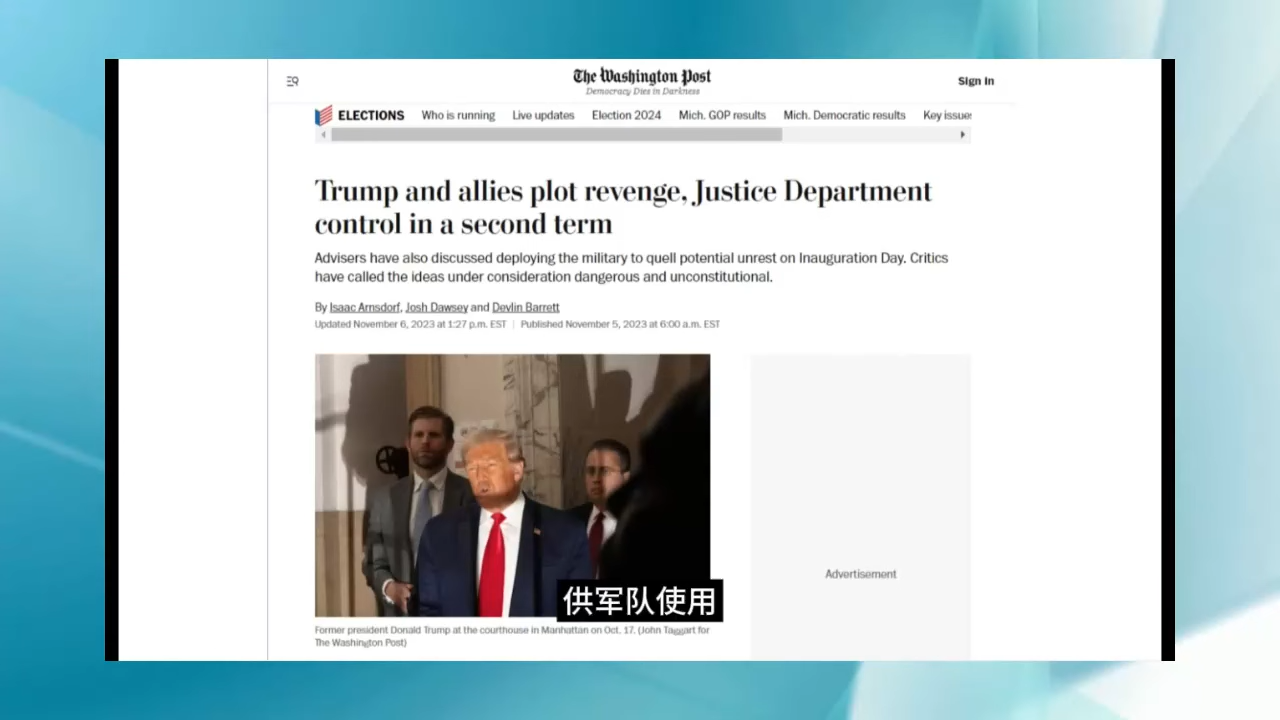 The Washington Post
Democracy Dies in Darkness
Sign In
ELECTIONS Who is running Live updates Election 2024 Mich. GOP results Mich. Democratic results Key issues
Trump and allies plot revenge, Justice Department
control in a second term
Advisers have also discussed deploying the military to quell potential unrest on Inauguration Day. Critics
have called the ideas under consideration dangerous and unconstitutional.
By Isaac Arnsdorf, Josh Dawsey and Devlin Barrett
Updated November 6, 2023 at 1:27 p.m. EST | Published November 5, 2023 at 6:00 a.m. EST
Advertisement
供军队使用
Former president Donald Trump at the courthouse in Manhattan on Oct. 17. (John Taggart for
The Washington Post)